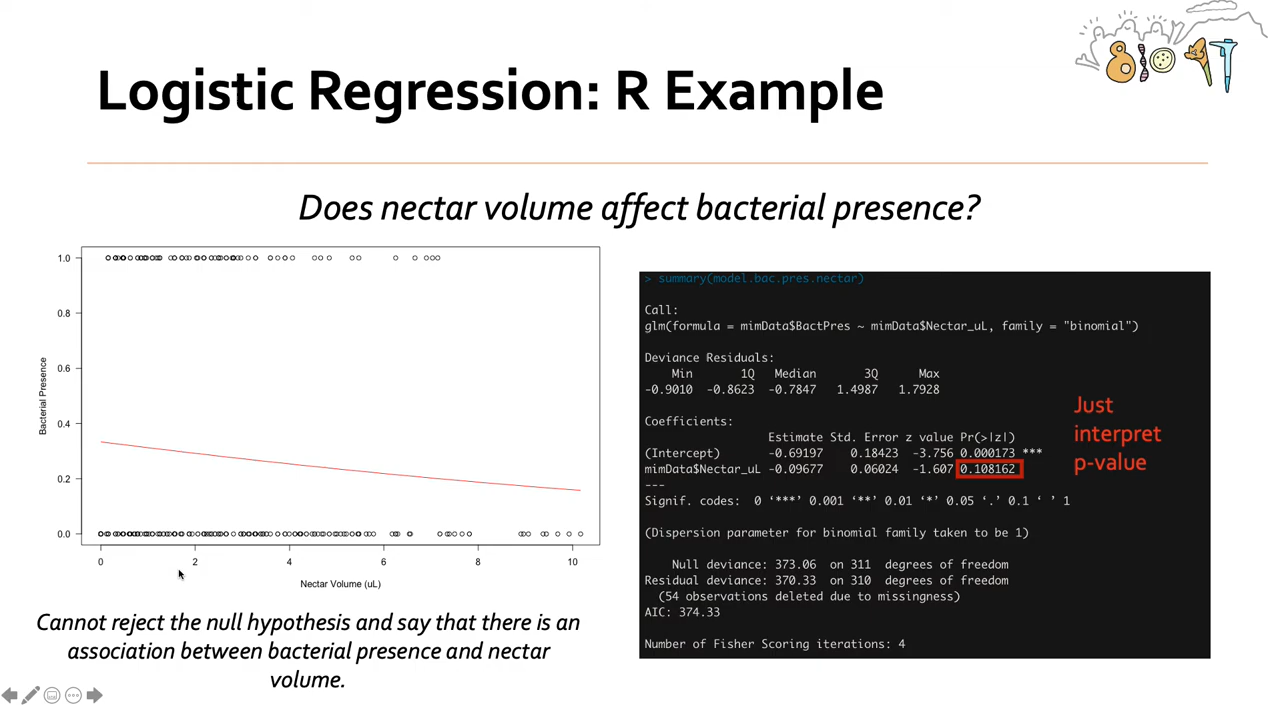 BIOME
Logistic Regression: R Example
Does nectar volume affect bacterial presence?
1.0
0.8
0.6
0.4
0.2
0.0
Bacterial Presence
0 2 4 6 8 10
Nectar Volume (uL)
> summary(model.bac.pres.nectar)
Call:
glm(formula = mimData$BactPres ~ mimData$Nectar_uL, family = "binomial")
Deviance Residuals:
Min 1Q Median 3Q Max
-0.9010 -0.8623 -0.7847 1.4987 1.7928
Coefficients:
Estimate Std. Error z value Pr(>|z|)
(Intercept) -0.69197 0.18423 -3.756 0.000173 ***
mimData$Nectar_uL -0.09677 0.06024 -1.607 0.108162
---
Signif. codes: 0 ‘***’ 0.001 ‘**’ 0.01 ‘*’ 0.05 ‘.’ 0.1 ‘ ’ 1
(Dispersion parameter for binomial family taken to be 1)
Null deviance: 373.06 on 311 degrees of freedom
Residual deviance: 370.33 on 310 degrees of freedom
(54 observations deleted due to missingness)
AIC: 374.33
Number of Fisher Scoring iterations: 4
Just
interpret
p-value
Cannot reject the null hypothesis and say that there is an
association between bacterial presence and nectar
volume.